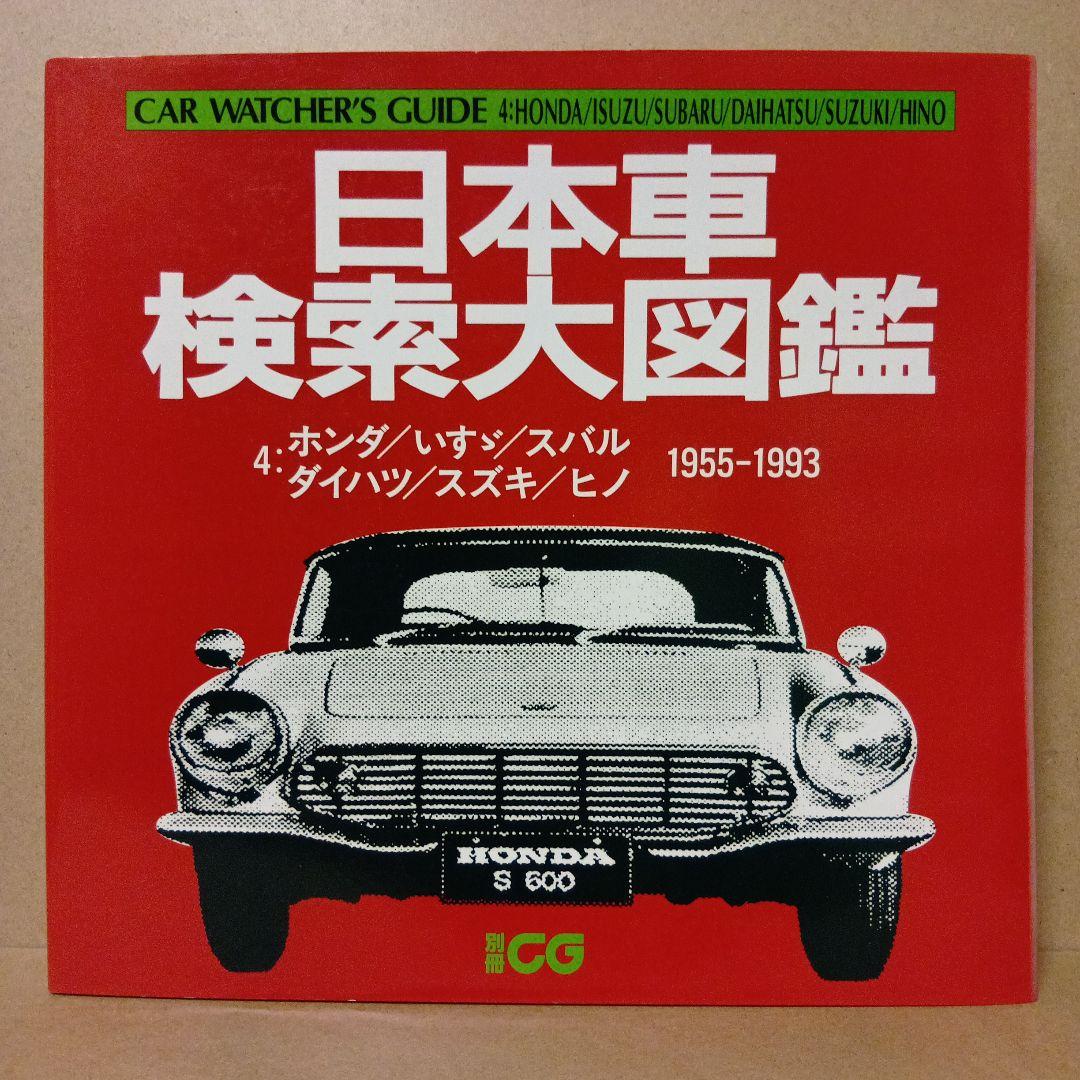 CAR WATCHER'S GUIDE 4:HONDA/ISUZU/SUBARU/DAIHATSU/SUZUKI/HINO
日本車
検索大図鑑
4:ホンダ/いすゞ/スバル
ダイハツ/スズキ/ヒノ
1955-1993
HONDA
S 600
別冊CG